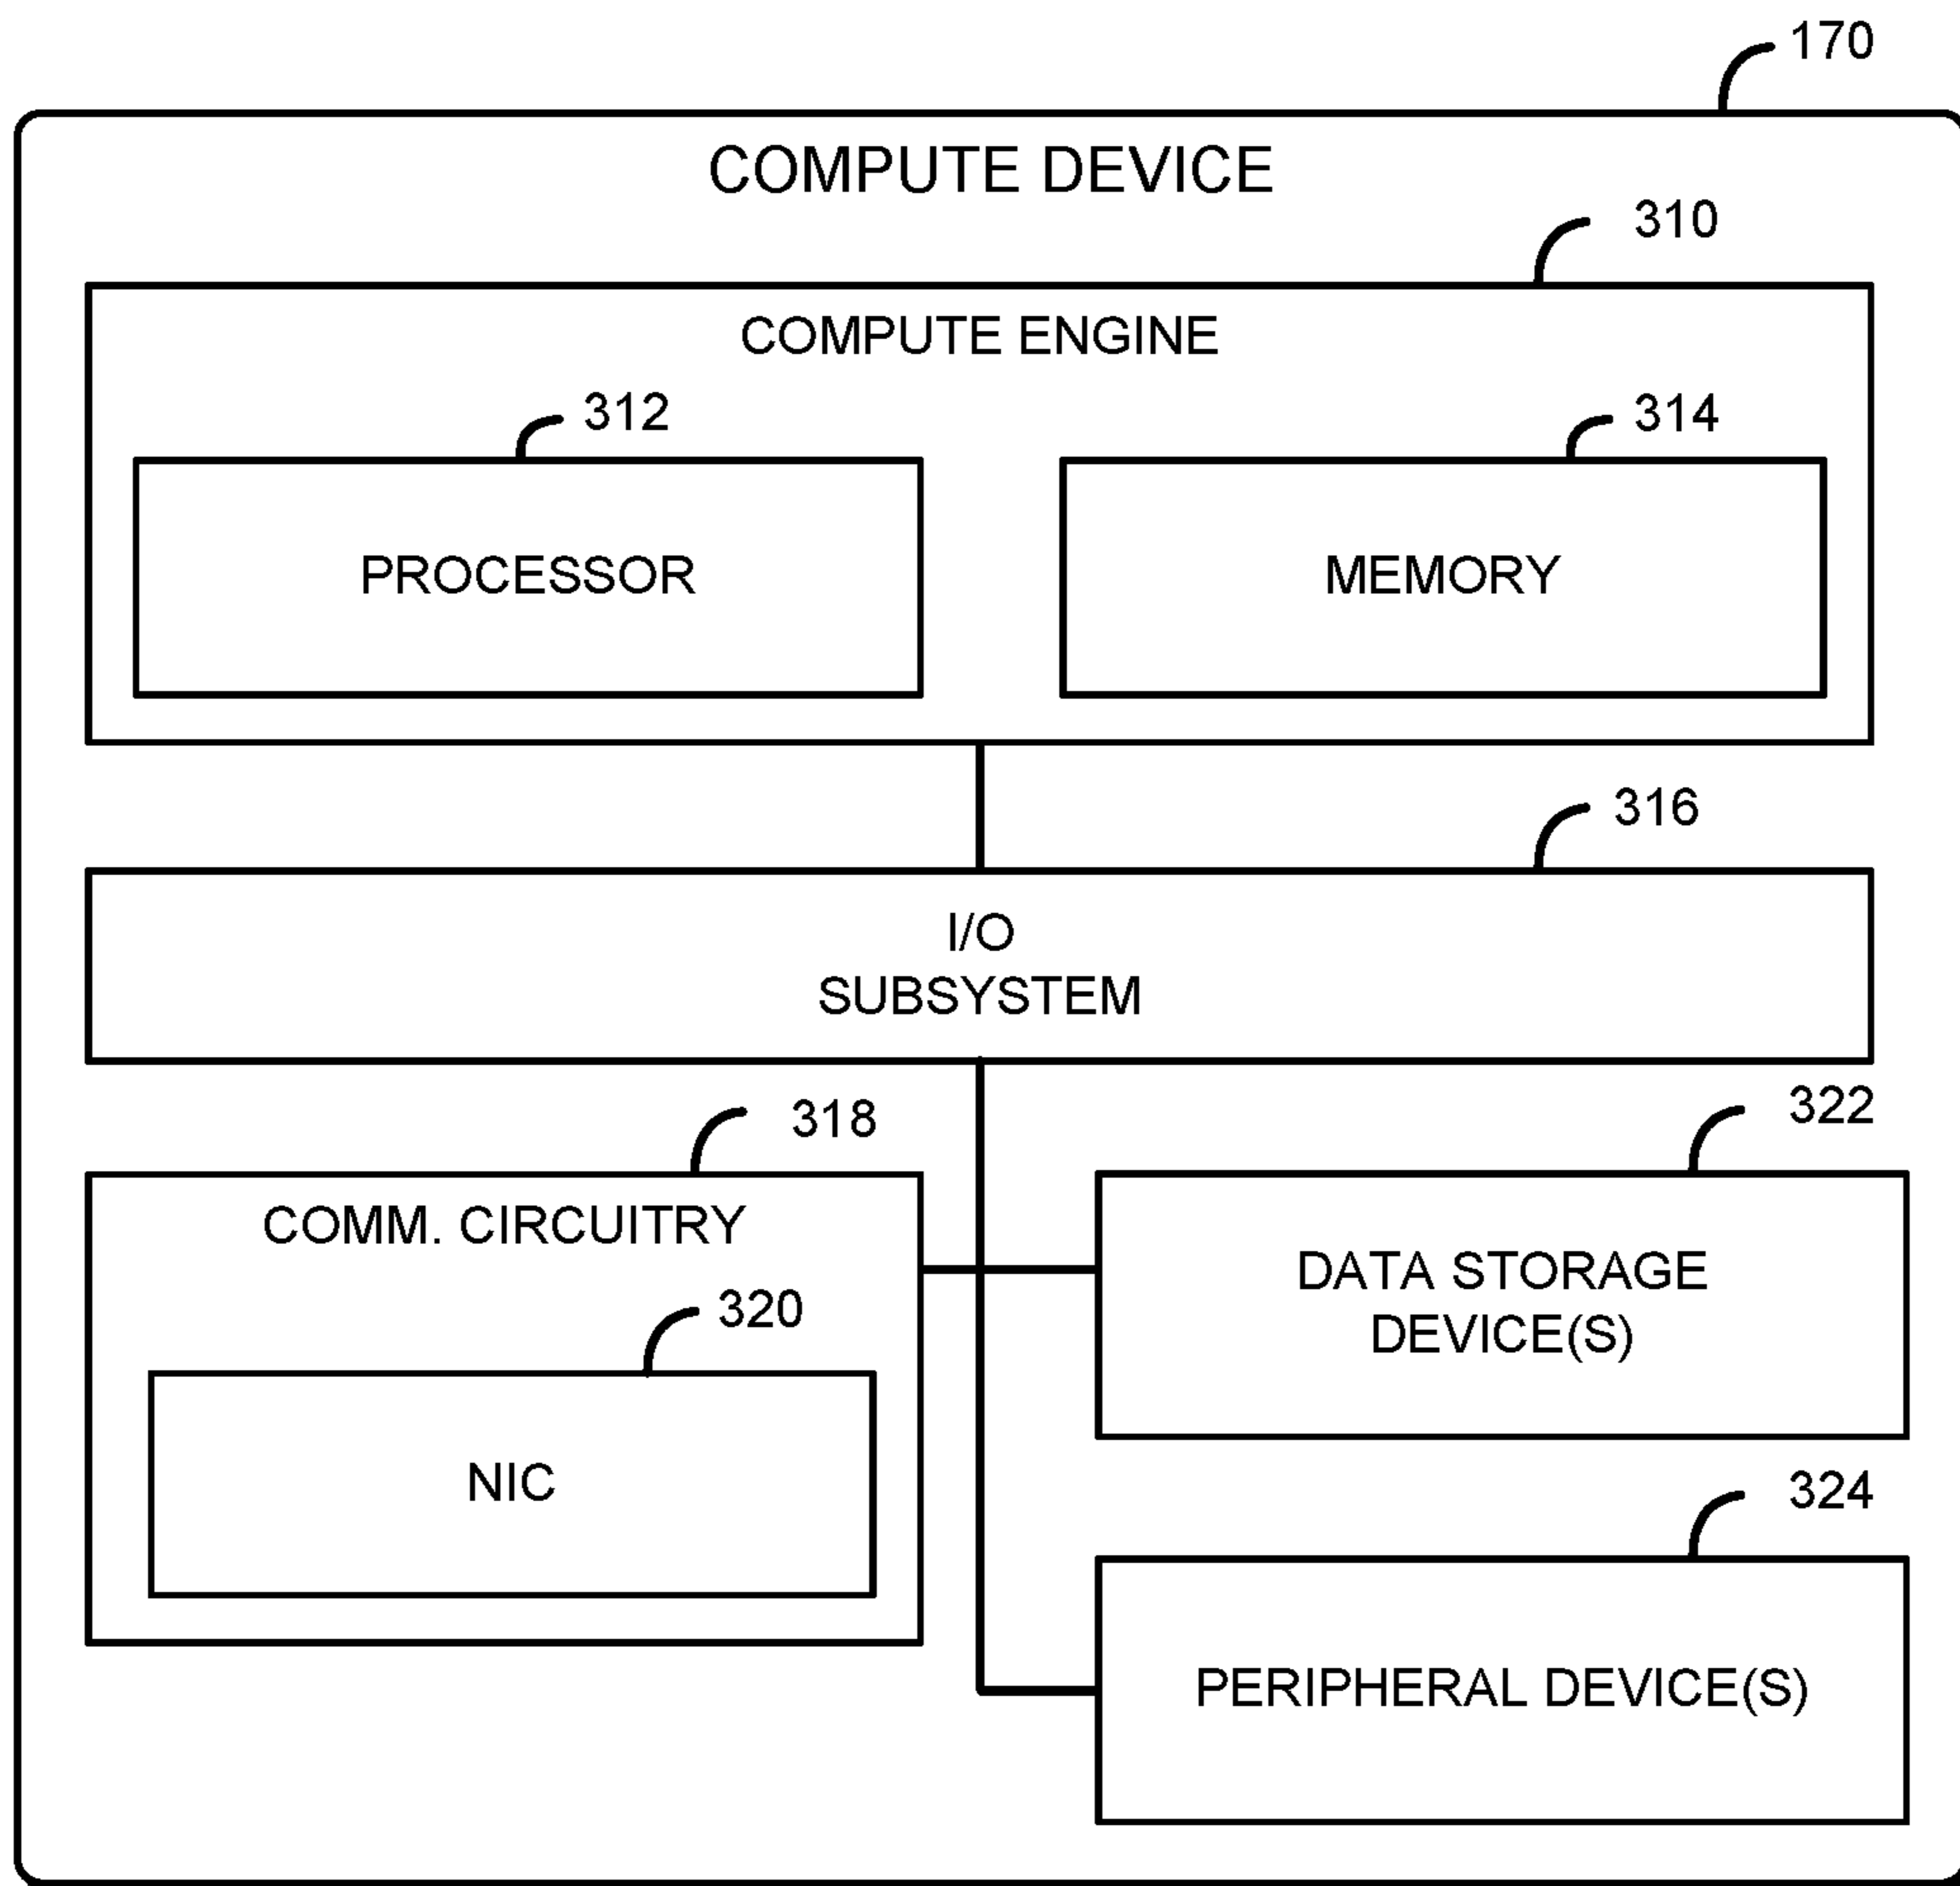 170
COMPUTE DEVICE
310
COMPUTE ENGINE
312
314
PROCESSOR
MEMORY
316
I/O
SUBSYSTEM
318
322
COMM. CIRCUITRY
320
DATA STORAGE
DEVICE(S)
NIC
324
PERIPHERAL DEVICE(S)